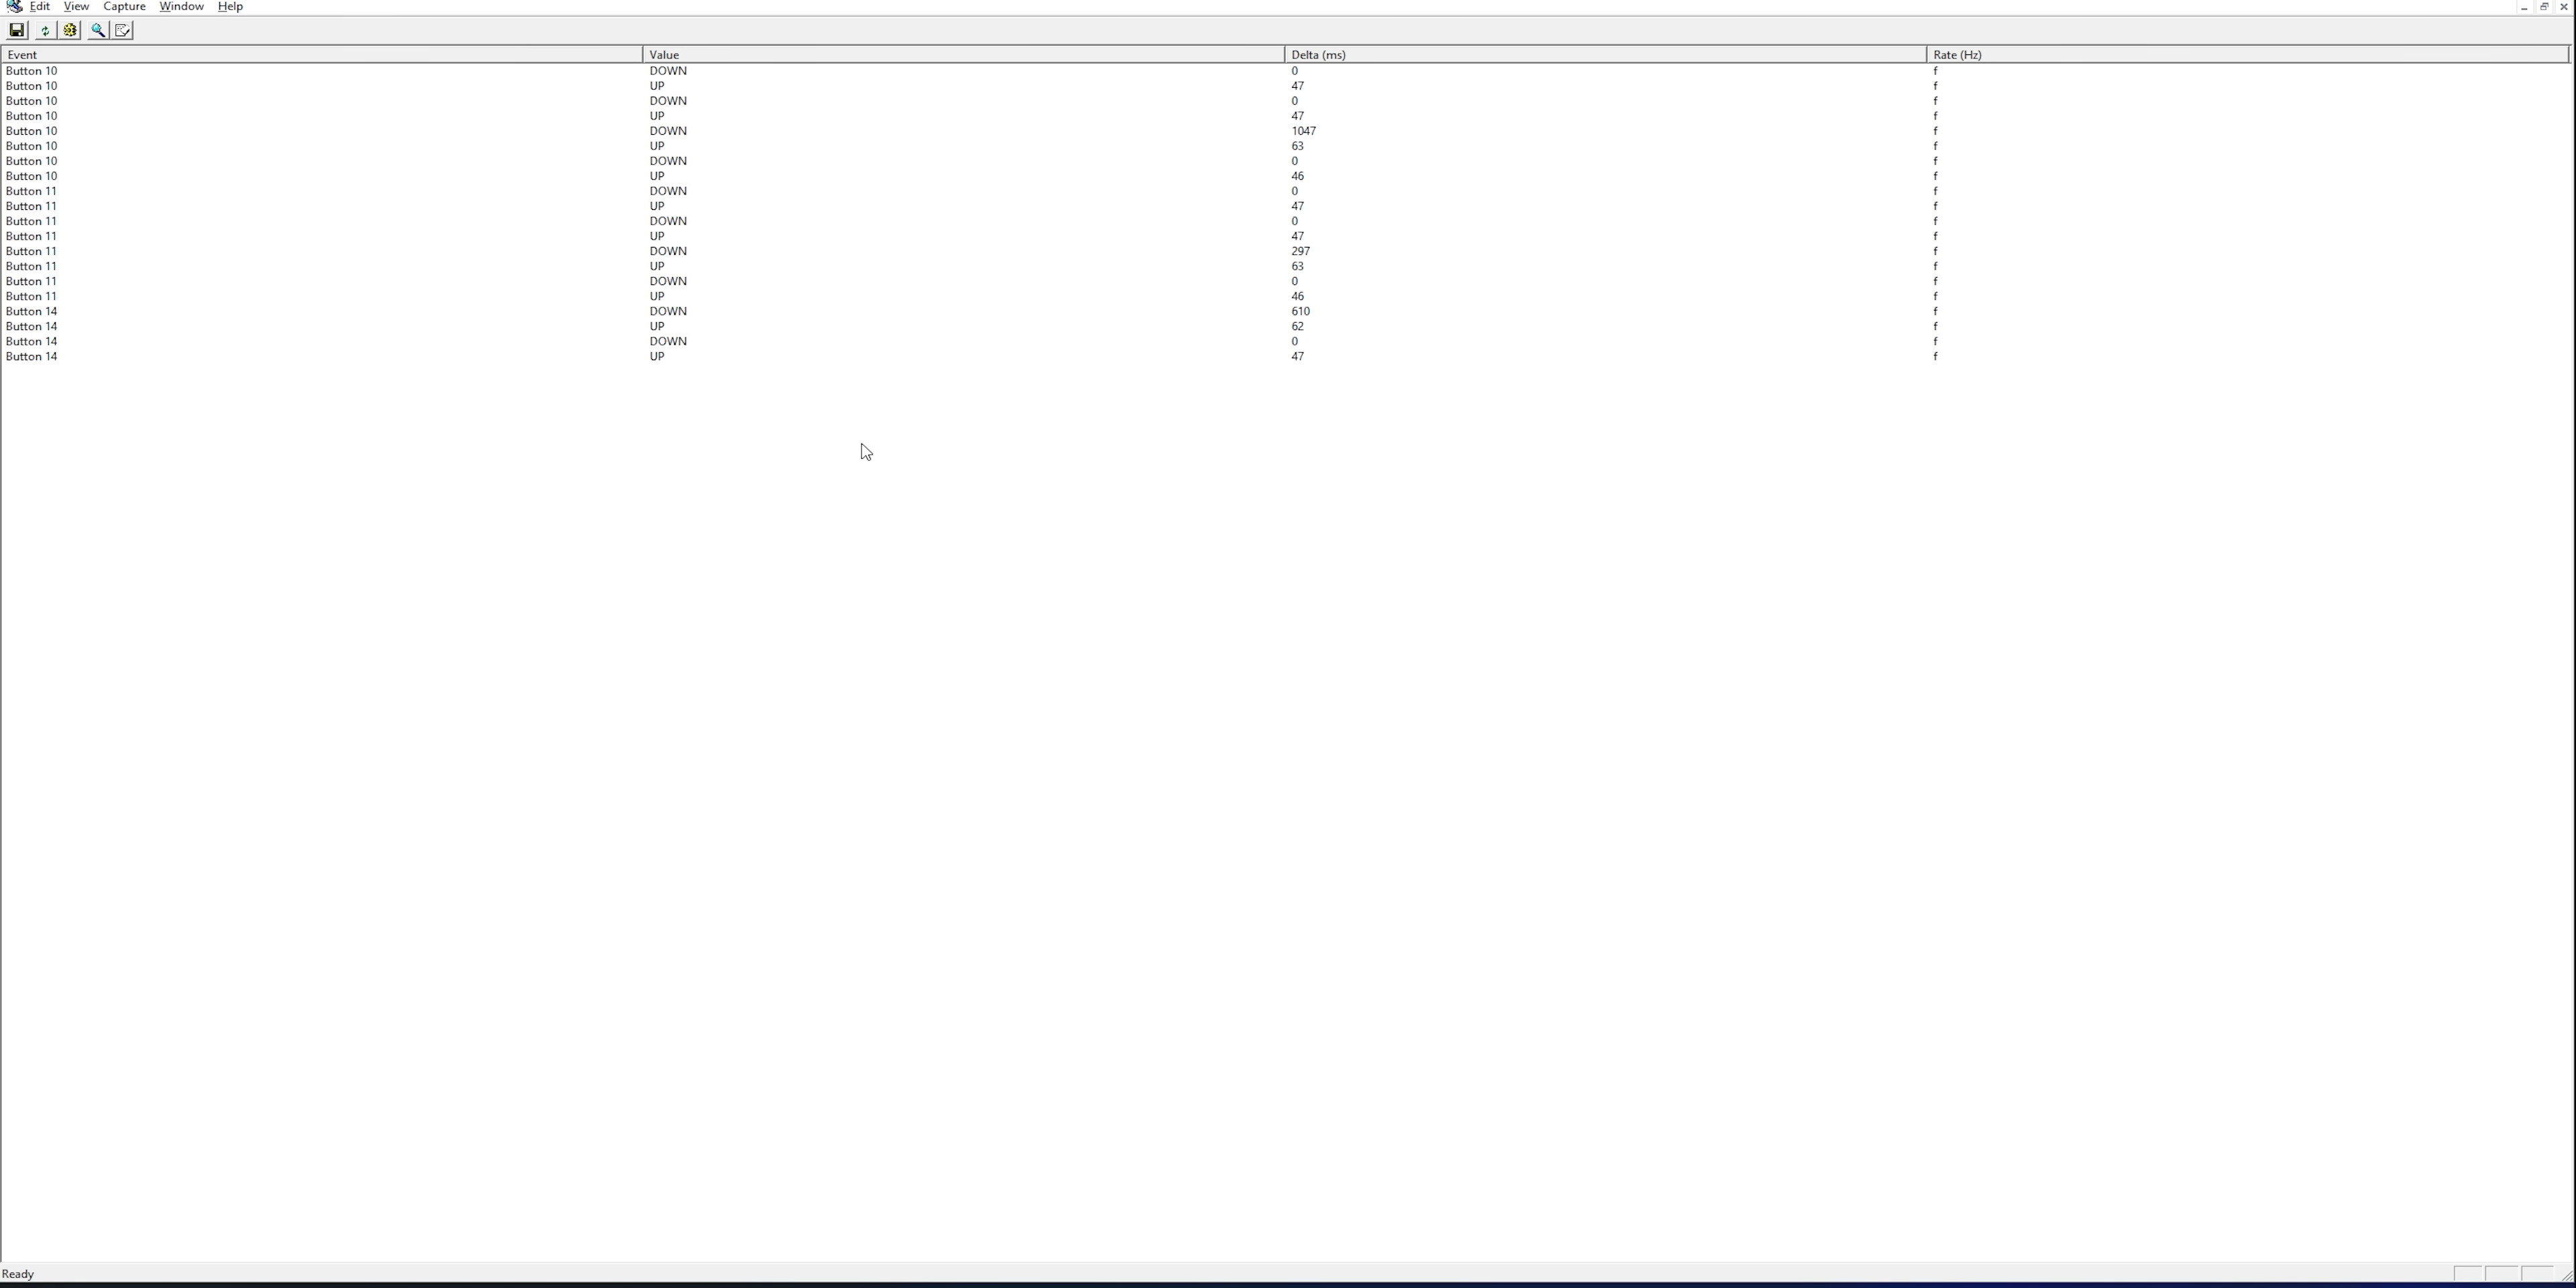 Edit View Capture Window Help
Event Value Delta (ms) Rate (Hz)
Button 10 DOWN 0 f
Button 10 UP 47 f
Button 10 DOWN 0 f
Button 10 UP 47 f
Button 10 DOWN 1047 f
Button 10 UP 63 f
Button 10 DOWN 0 f
Button 10 UP 46 f
Button 11 DOWN 0 f
Button 11 UP 47 f
Button 11 DOWN 0 f
Button 11 UP 47 f
Button 11 DOWN 297 f
Button 11 UP 63 f
Button 11 DOWN 0 f
Button 11 UP 46 f
Button 14 DOWN 610 f
Button 14 UP 62 f
Button 14 DOWN 0 f
Button 14 UP 47 f
Ready